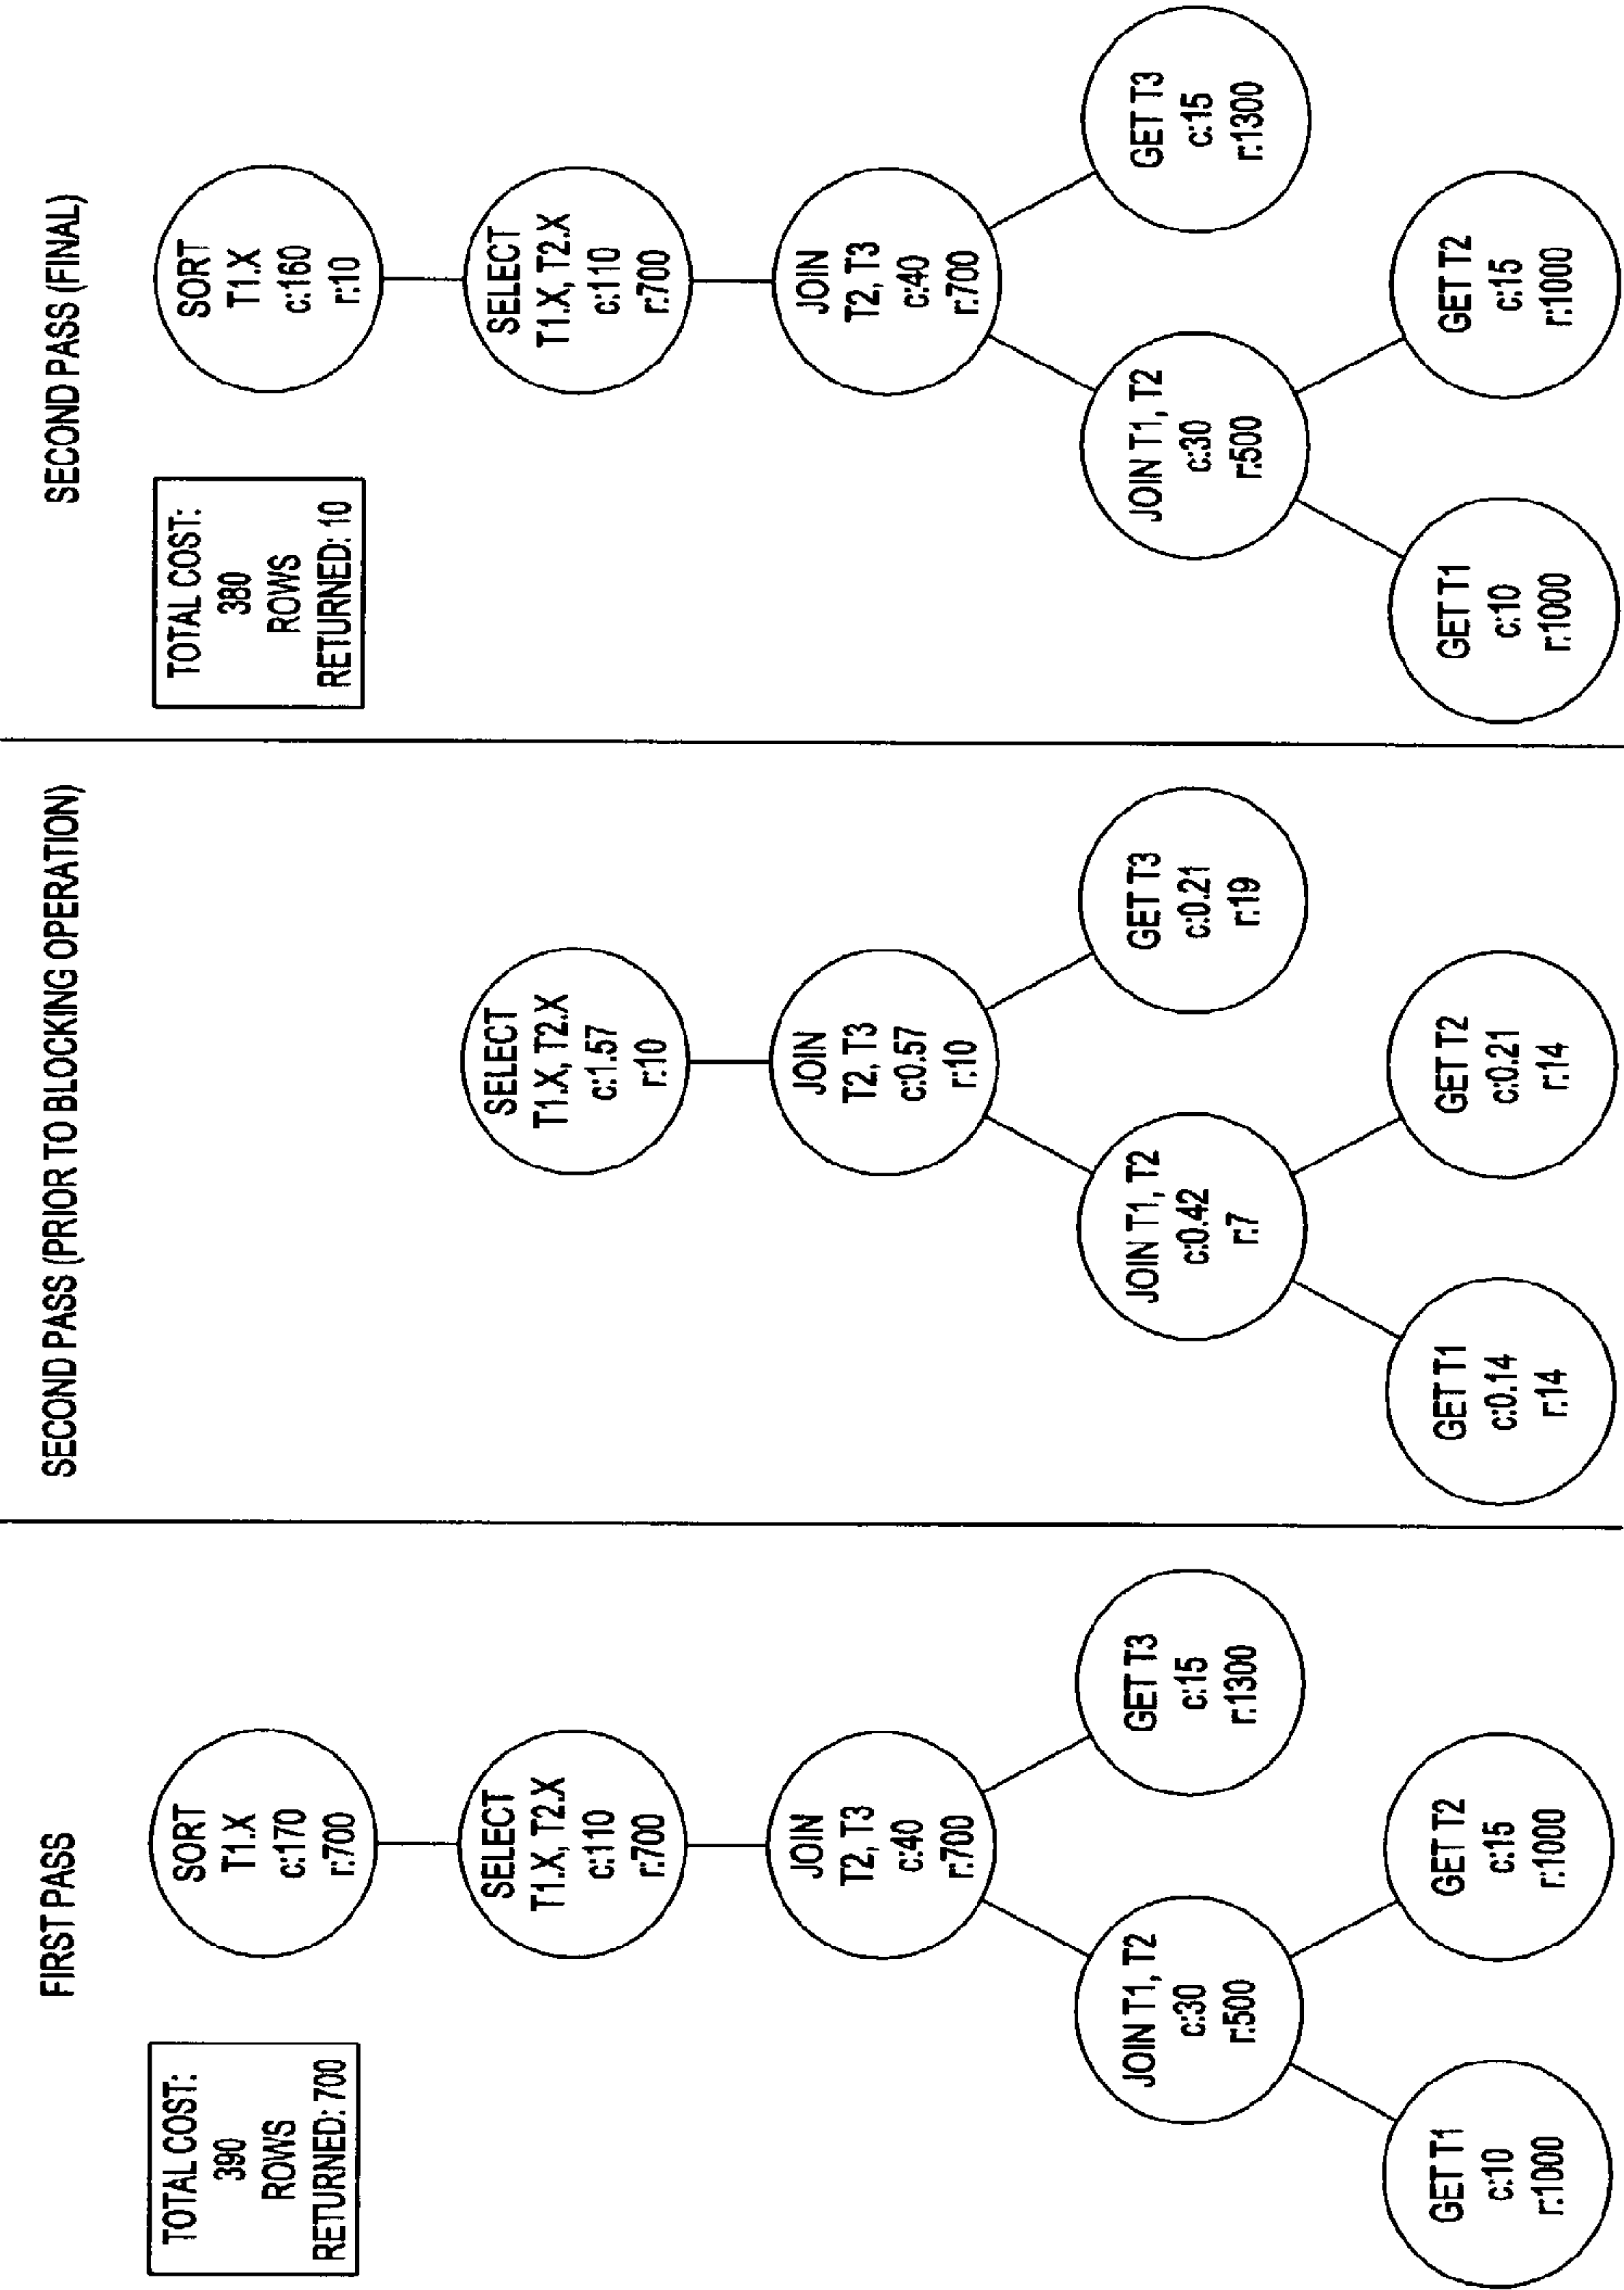 FIRST PASS
TOTAL COST:
390
ROWS
RETURNED: 700
SORT
T1.X
c:170
r:700
SELECT
T1.X, T2.X
c:110
r:700
JOIN
T2, T3
c:40
r:700
JOIN T1, T2
c:30
r:500
GET T3
c:15
r:1300
GET T1
c:10
r:1000
GET T2
c:15
r:1000
SECOND PASS (PRIOR TO BLOCKING OPERATION)
SELECT
T1.X, T2.X
c:1.57
r:10
JOIN
T2, T3
c:0.57
r:10
JOIN T1, T2
c:0.42
r:7
GET T3
c:0.21
r:19
GET T1
c:0.14
r:14
GET T2
c:0.21
r:14
SECOND PASS (FINAL)
TOTAL COST:
380
ROWS
RETURNED: 10
SORT
T1.X
c:160
r:10
SELECT
T1.X, T2.X
c:110
r:700
JOIN
T2, T3
c:40
r:700
JOIN T1, T2
c:30
r:500
GET T3
c:15
r:1300
GET T1
c:10
r:1000
GET T2
c:15
r:1000